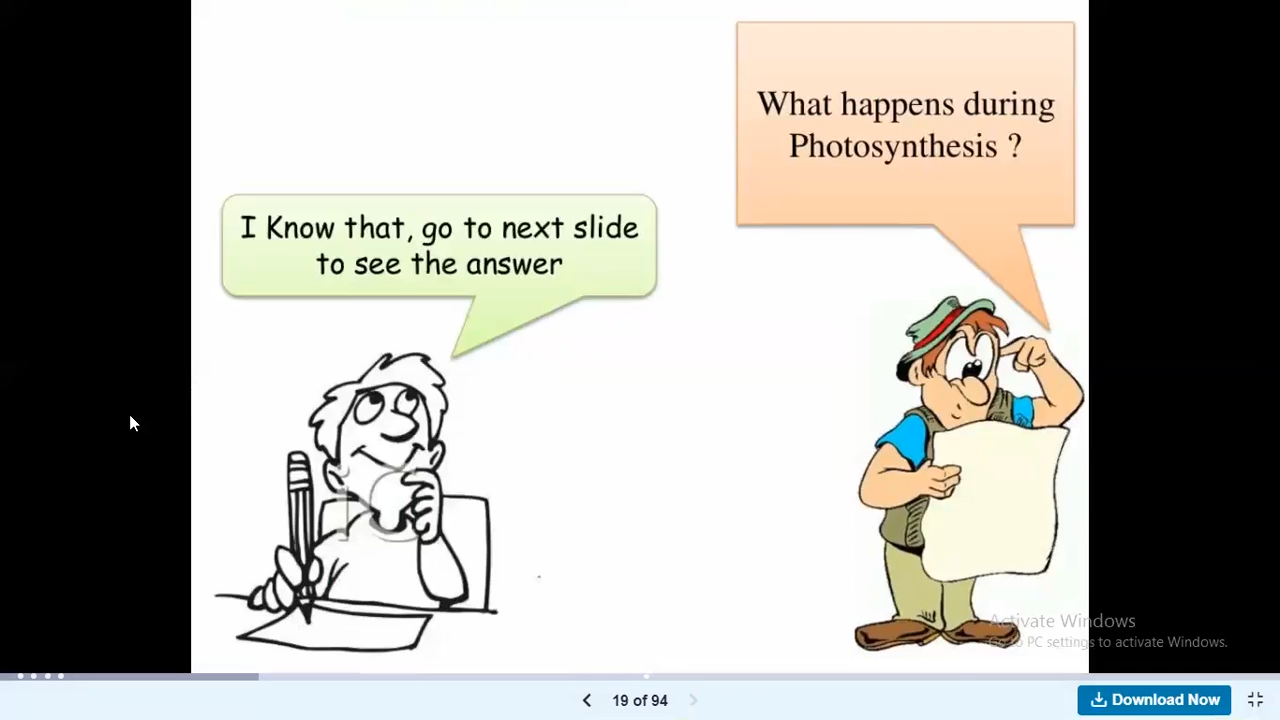 What happens during
Photosynthesis ?
I Know that, go to next slide
to see the answer
Activate Windows
Go to PC settings to activate Windows.
19 of 94
Download Now